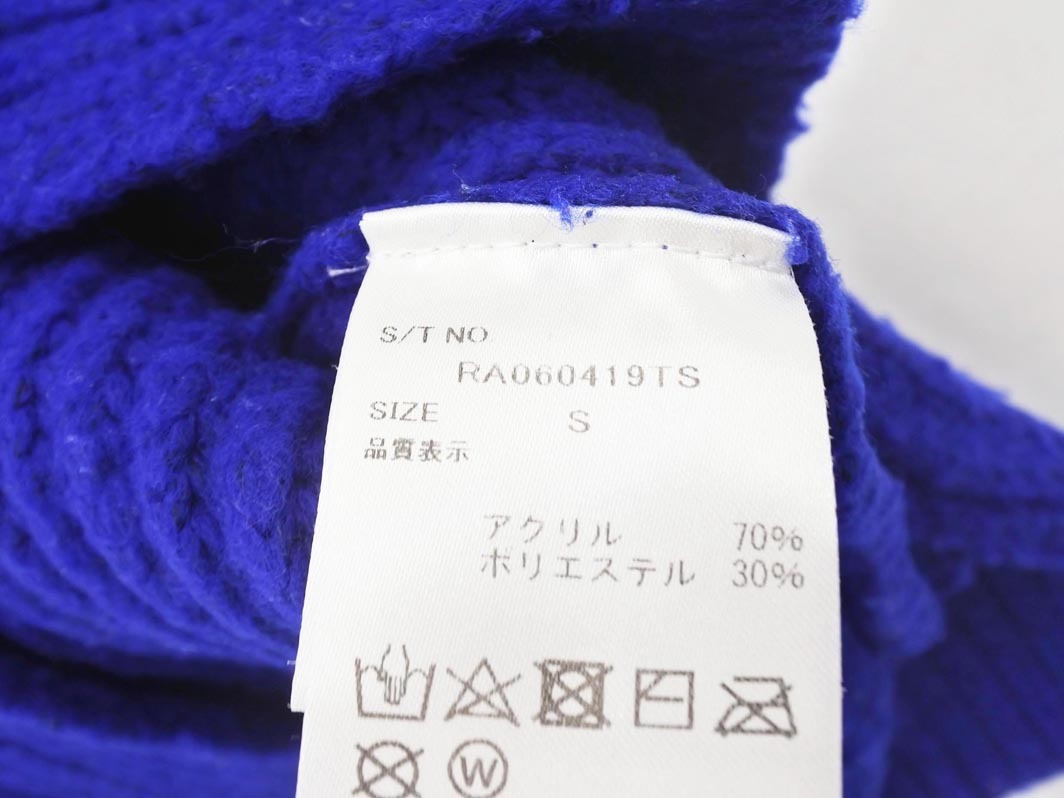 S/T NO
RA060419TS
SIZE S
品質表示
アクリル 70%
ポリエステル 30%
W